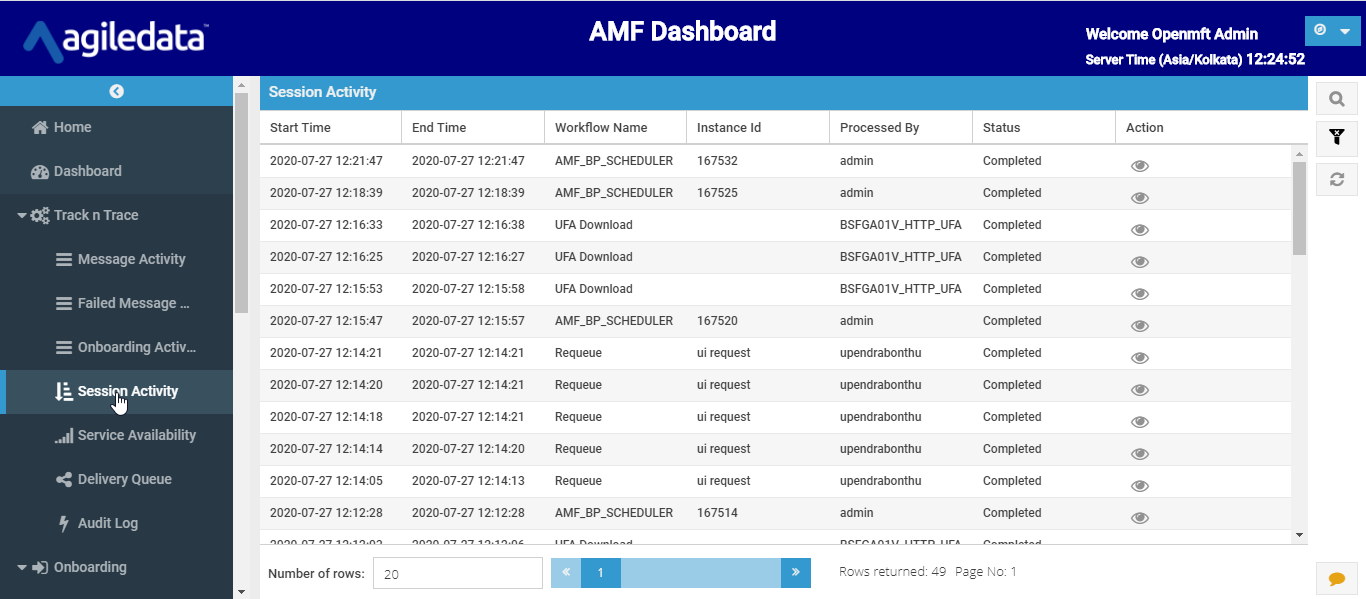 agiledata™
AMF Dashboard
Welcome Openmft Admin
Server Time (Asia/Kolkata) 12:24:52
Home
Dashboard
Track n Trace
Message Activity
Failed Message ...
Onboarding Activ...
Session Activity
Service Availability
Delivery Queue
Audit Log
Onboarding
Session Activity
Start Time End Time Workflow Name Instance Id Processed By Status Action
2020-07-27 12:21:47 2020-07-27 12:21:47 AMF_BP_SCHEDULER 167532 admin Completed
2020-07-27 12:18:39 2020-07-27 12:18:39 AMF_BP_SCHEDULER 167525 admin Completed
2020-07-27 12:16:33 2020-07-27 12:16:38 UFA Download BSFGA01V_HTTP_UFA Completed
2020-07-27 12:16:25 2020-07-27 12:16:27 UFA Download BSFGA01V_HTTP_UFA Completed
2020-07-27 12:15:53 2020-07-27 12:15:58 UFA Download BSFGA01V_HTTP_UFA Completed
2020-07-27 12:15:47 2020-07-27 12:15:57 AMF_BP_SCHEDULER 167520 admin Completed
2020-07-27 12:14:21 2020-07-27 12:14:21 Requeue ui request upendrabonthu Completed
2020-07-27 12:14:20 2020-07-27 12:14:21 Requeue ui request upendrabonthu Completed
2020-07-27 12:14:18 2020-07-27 12:14:21 Requeue ui request upendrabonthu Completed
2020-07-27 12:14:14 2020-07-27 12:14:20 Requeue ui request upendrabonthu Completed
2020-07-27 12:14:05 2020-07-27 12:14:13 Requeue ui request upendrabonthu Completed
2020-07-27 12:12:28 2020-07-27 12:12:28 AMF_BP_SCHEDULER 167514 admin Completed
UFA Download BSFGA01V_HTTP_UFA Completed
Number of rows: 20 « 1 » Rows returned: 49 Page No: 1